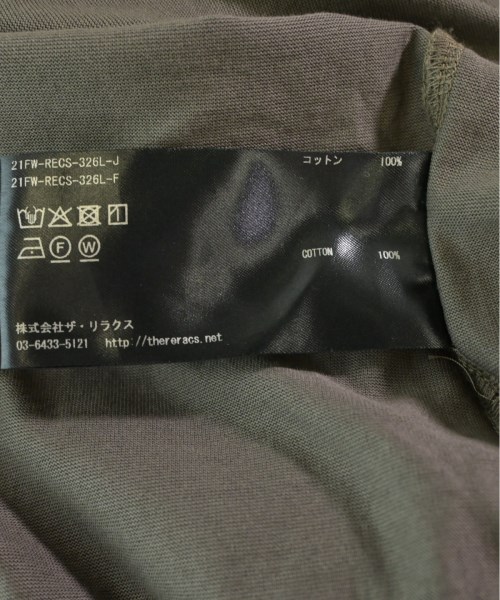 21FW-RECS-326L-J
21FW-RECS-326L-F
F W
株式会社ザ・リラクス
03-6433-5121 http://thereracs.net
コットン 100%
COTTON 100%